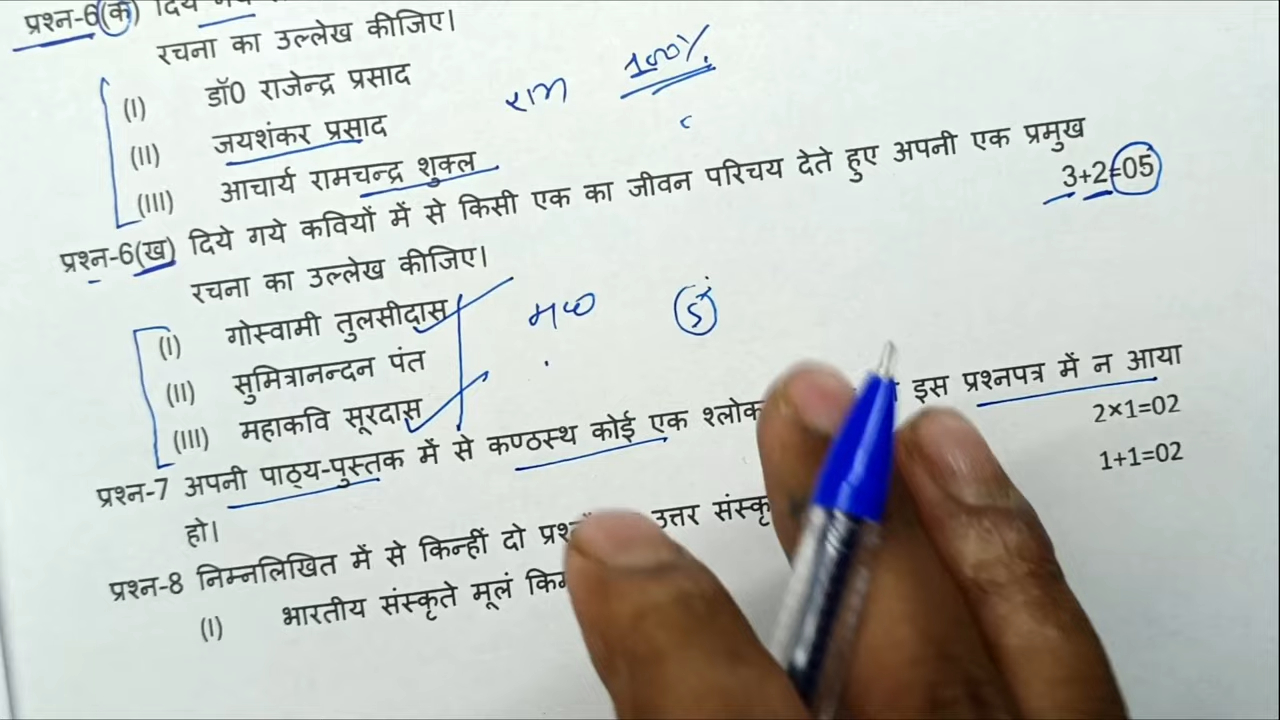 प्रश्न-6(क) दिये गये
रचना का उल्लेख कीजिए।
(I) डॉ0 राजेन्द्र प्रसाद
(II) जयशंकर प्रसाद
(III) आचार्य रामचन्द्र शुक्ल
राम 100%
प्रश्न-6(ख) दिये गये कवियों में से किसी एक का जीवन परिचय देते हुए अपनी एक प्रमुख
रचना का उल्लेख कीजिए। 3+2=05
(I) गोस्वामी तुलसीदास
(II) सुमित्रानन्दन पंत
(III) महाकवि सूरदास
प्रश्न-7 अपनी पाठ्य-पुस्तक में से कण्ठस्थ कोई एक श्लोक इस प्रश्नपत्र में न आया
हो। 2×1=02
प्रश्न-8 निम्नलिखित में से किन्हीं दो उत्तर 1+1=02
(I) भारतीय संस्कृते मूलं